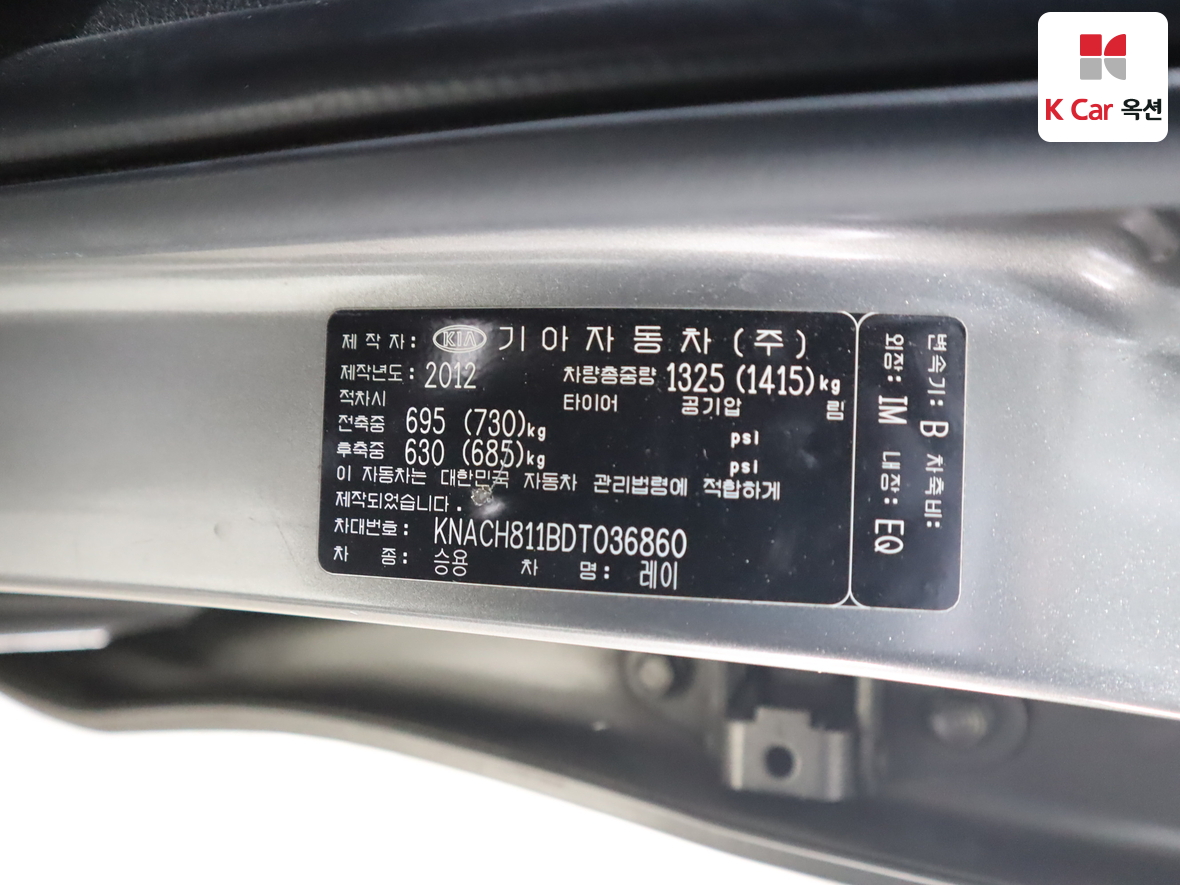 K Car 옥션
제 작 자 : KIA 기 아 자 동 차 ( 주 )
제작년도 : 2012 차량총중량 1325 (1415)kg
적차시 타이어 공기압 림
전축중 695 (730)kg psi
후축중 630 (685)kg psi
이 자동차는 대한민국 자동차 관리법령에 적합하게
제작되었습니다.
차대번호 : KNACH811BDT036860
차 종 : 승용 차 명 : 레이
변속기 : B 차축비 :
외장 : IM 내장 : EQ